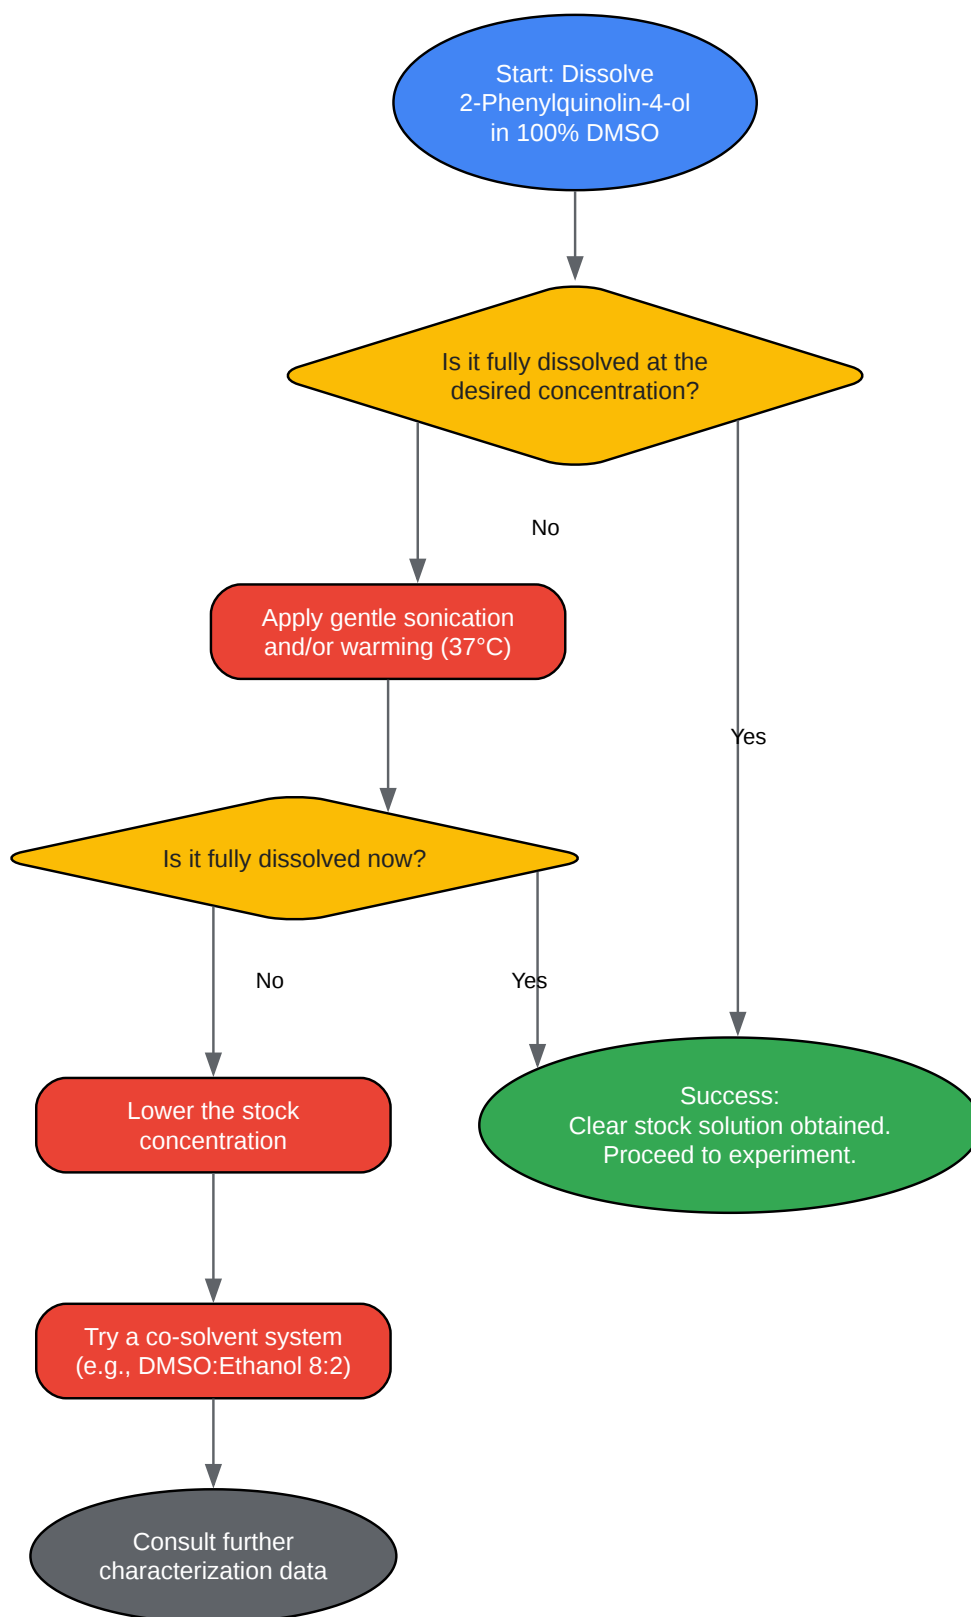 Start: Dissolve
2-Phenylquinolin-4-ol
in 100% DMSO
Is it fully dissolved at the
desired concentration?
No
Apply gentle sonication
and/or warming (37°C)
Yes
Is it fully dissolved now?
No
Yes
Lower the stock
concentration
Success:
Clear stock solution obtained.
Proceed to experiment.
Try a co-solvent system
(e.g., DMSO:Ethanol 8:2)
Consult further
characterization data